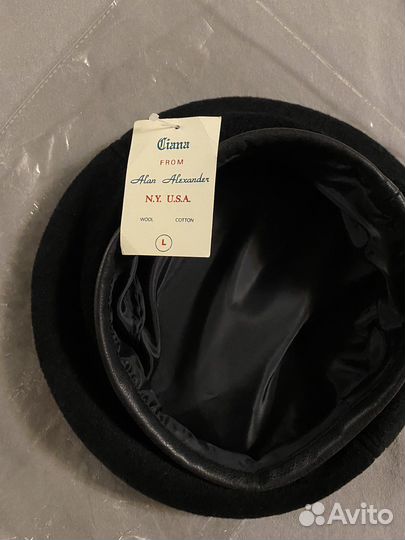 Ciana
FROM
Alan Alexander
N.Y. U.S.A.
WOOL COTTON
L
Avito